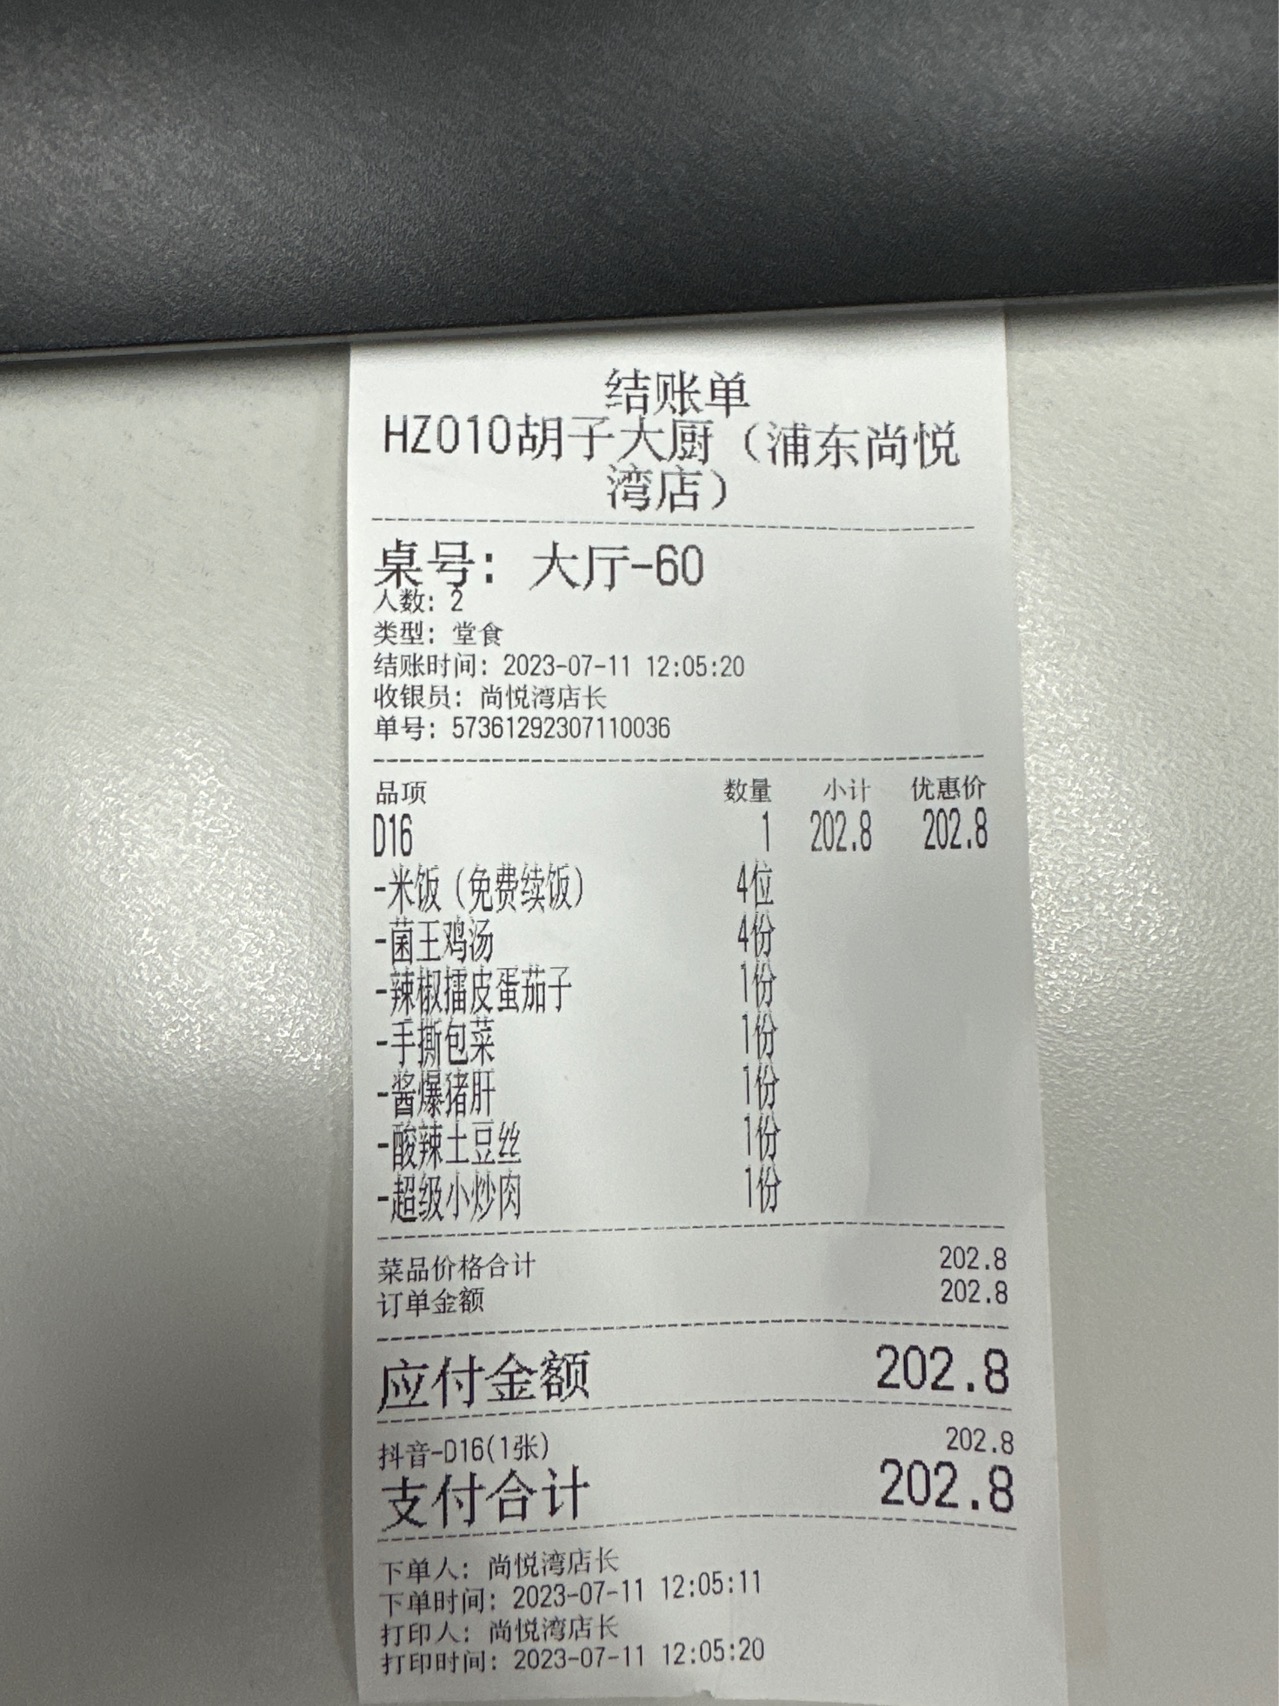 结账单
HZ010胡子大厨（浦东尚悦
湾店）
桌号：大厅-60
人数：2
类型：堂食
结账时间：2023-07-11 12:05:20
收银员：尚悦湾店长
单号：57361292307110036
品项 数量 小计 优惠价
D16 1 202.8 202.8
-米饭（免费续饭） 4位
-菌王鸡汤 4份
-辣椒擂皮蛋茄子 1份
-手撕包菜 1份
-酱爆猪肝 1份
-酸辣土豆丝 1份
-超级小炒肉 1份
菜品价格合计 202.8
订单金额 202.8
应付金额 202.8
抖音-D16(1张) 202.8
支付合计 202.8
下单人：尚悦湾店长
下单时间：2023-07-11 12:05:11
打印人：尚悦湾店长
打印时间：2023-07-11 12:05:20